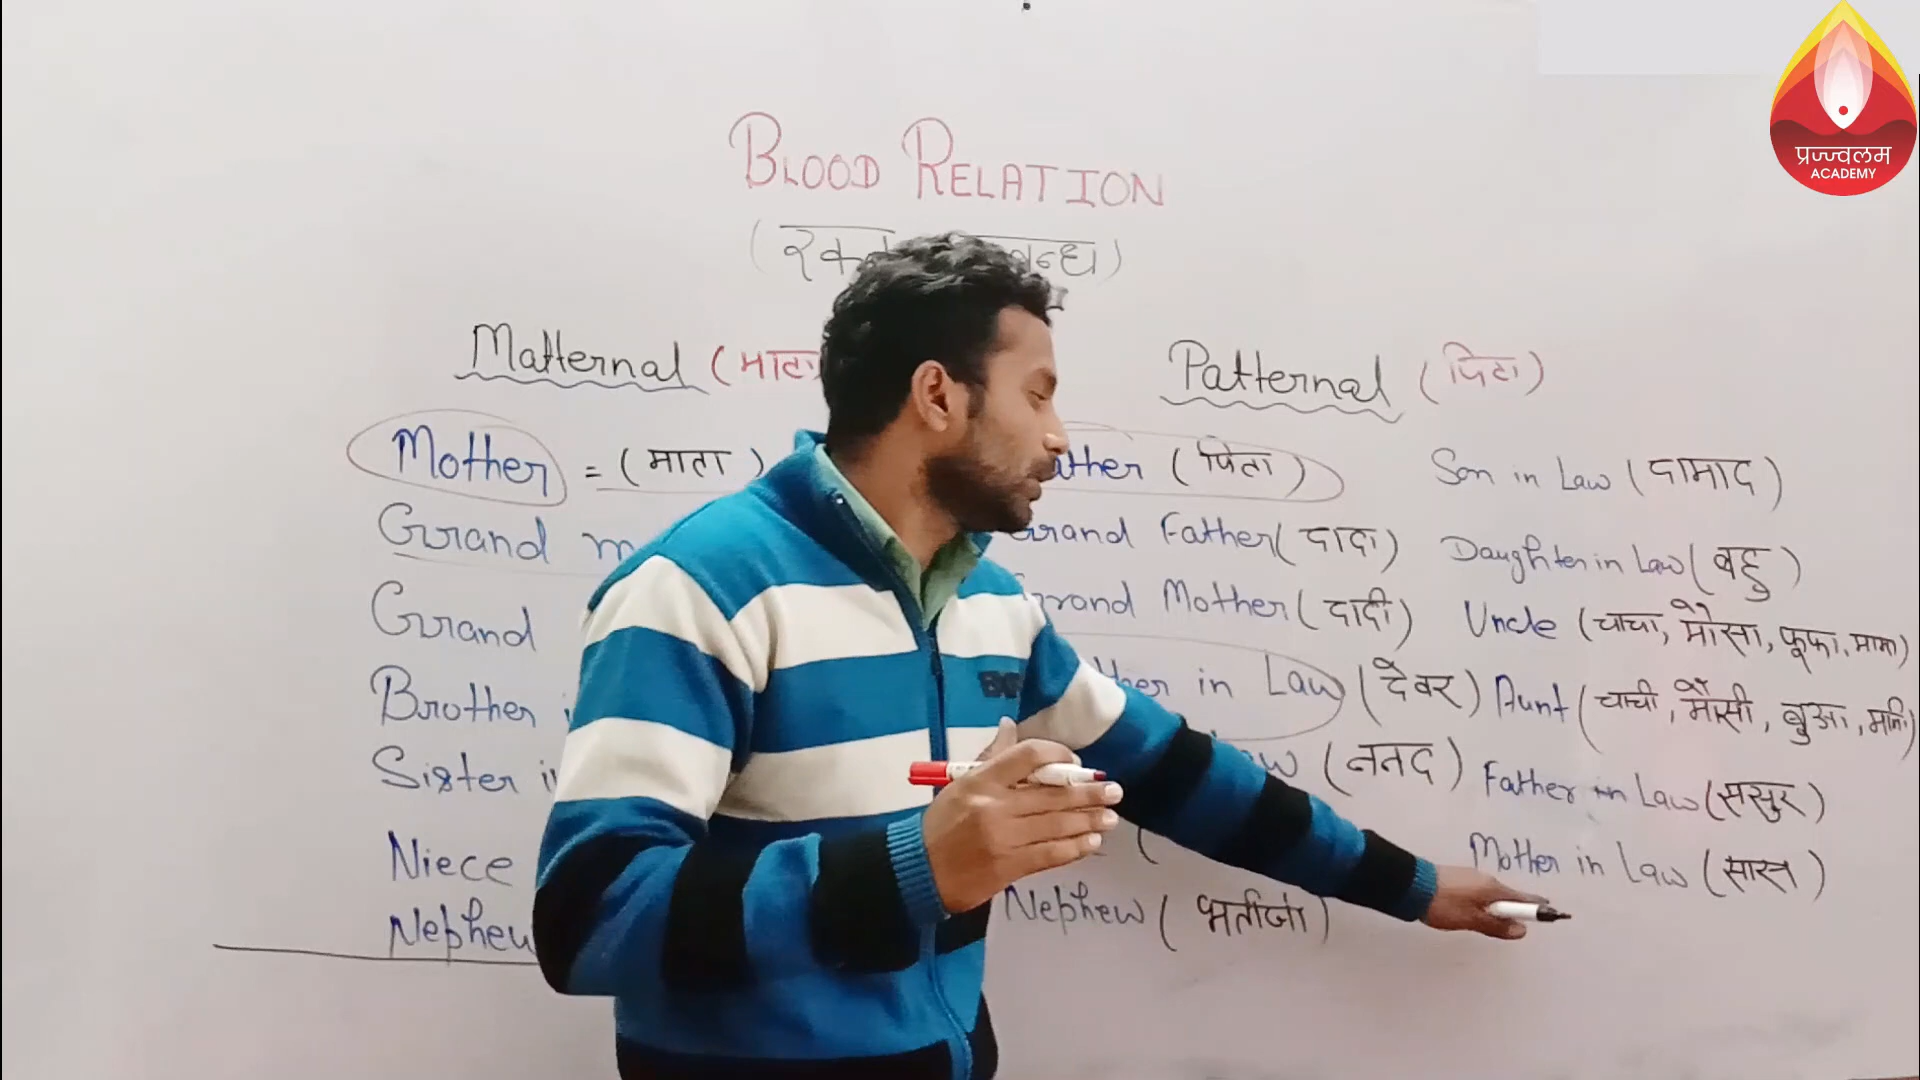 प्रज्ज्वलम
ACADEMY
BLOOD RELATION
Matternal (माता
Patternal (पिता)
Mother = (माता)
ather (पिता)
Son in Law (दामाद)
Grand m
Grand Father (दादा)
Daughter in Law (बहु)
Grand
Grand Mother (दादी)
Uncle (चाचा, मौसा, फूफा, मामा)
Brother i
ther in Law (देवर)
Aunt (चाची, मौसी, बुआ,
Sister i
(ननद)
Father in Law (ससुर)
Niece
Mother in Law (सास)
Nephew
Nephew (भतीजा)